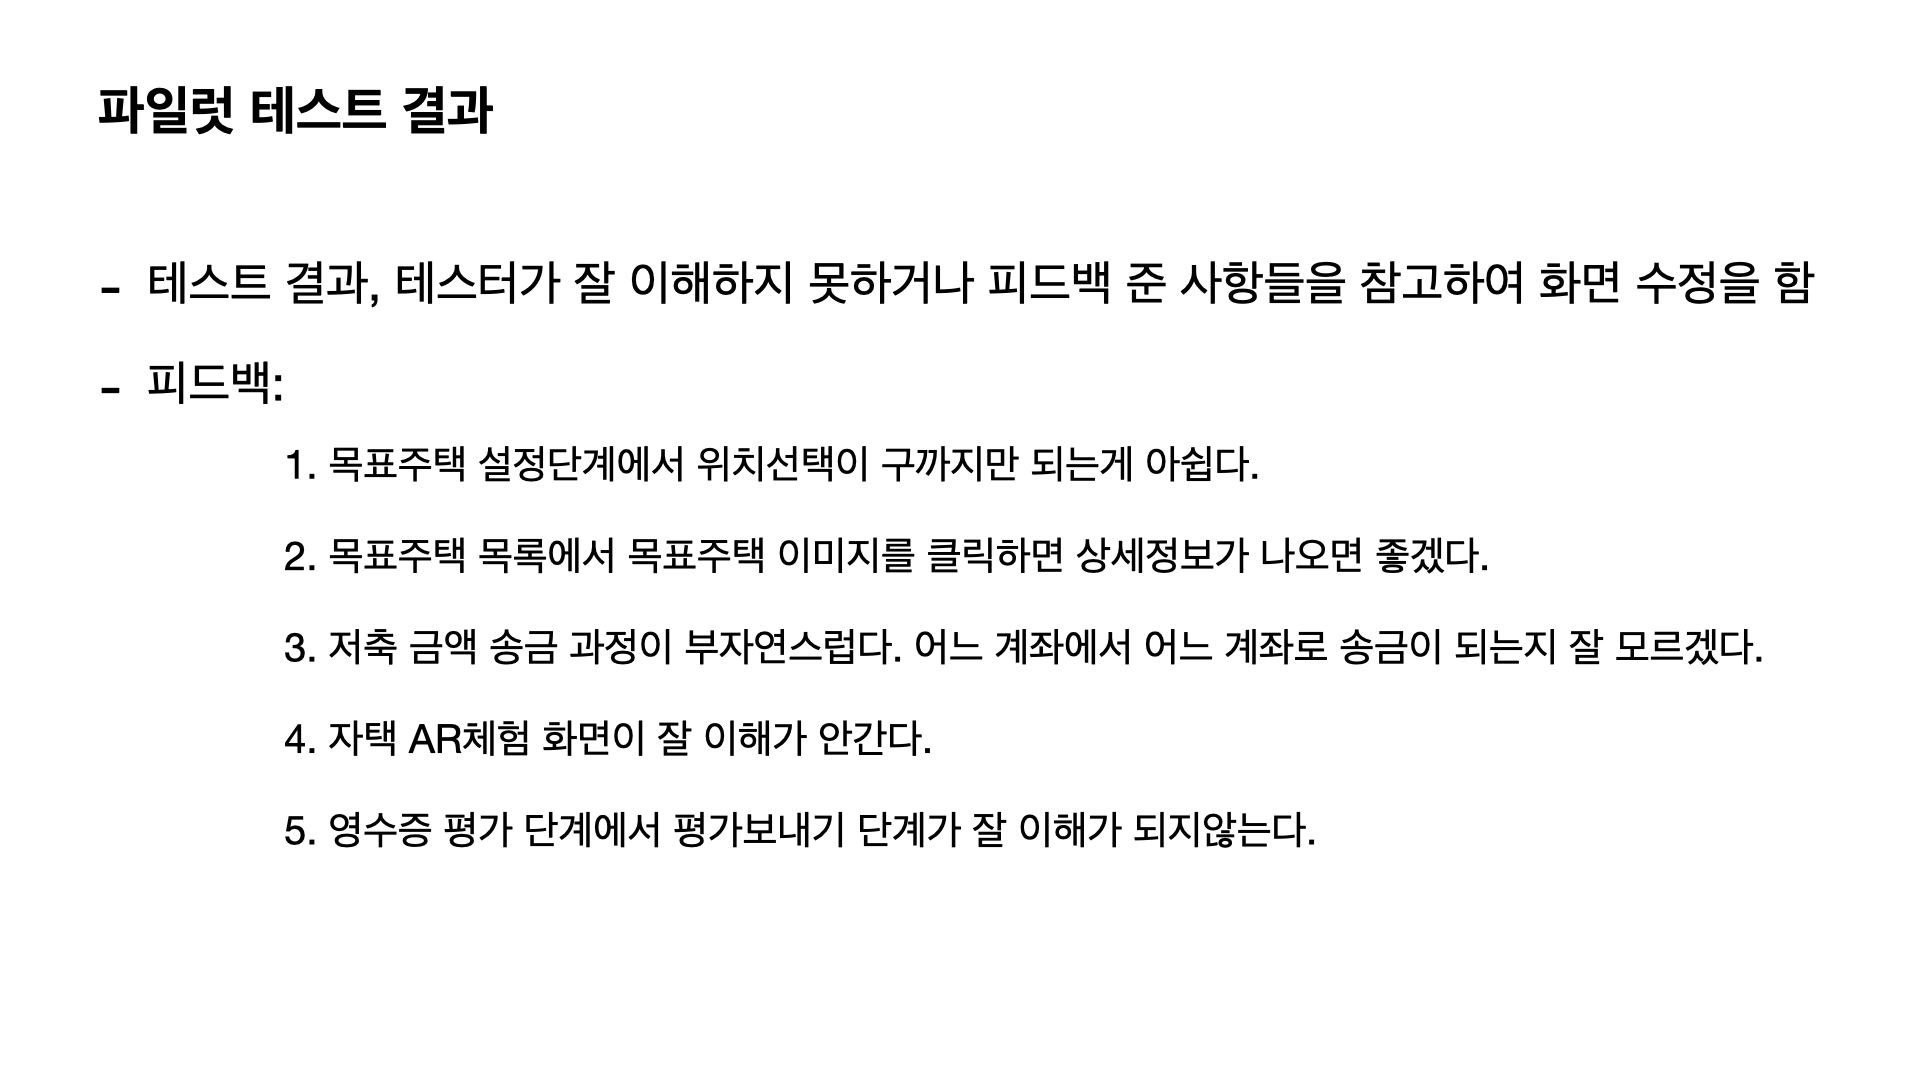 파일럿 테스트 결과
- 테스트 결과, 테스터가 잘 이해하지 못하거나 피드백 준 사항들을 참고하여 화면 수정을 함
- 피드백:
1. 목표주택 설정단계에서 위치선택이 구까지만 되는게 아쉽다.
2. 목표주택 목록에서 목표주택 이미지를 클릭하면 상세정보가 나오면 좋겠다.
3. 저축 금액 송금 과정이 부자연스럽다. 어느 계좌에서 어느 계좌로 송금이 되는지 잘 모르겠다.
4. 자택 AR체험 화면이 잘 이해가 안간다.
5. 영수증 평가 단계에서 평가보내기 단계가 잘 이해가 되지않는다.